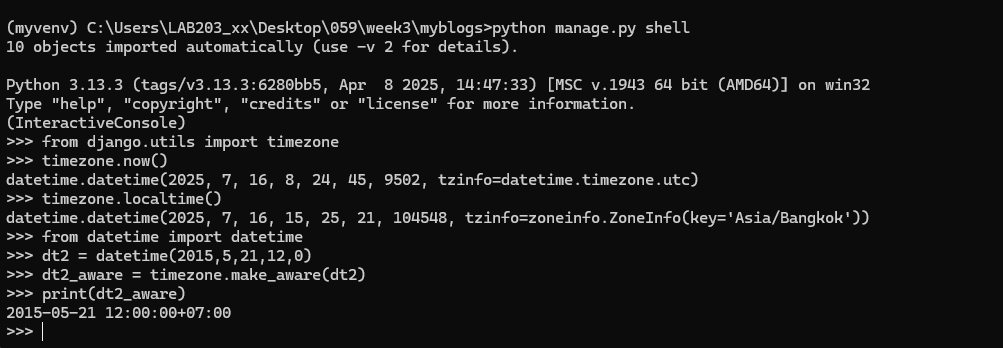 (myvenv) C:\Users\LAB203_xx\Desktop\059\week3\myblogs>python manage.py shell
10 objects imported automatically (use -v 2 for details).
Python 3.13.3 (tags/v3.13.3:6280bb5, Apr  8 2025, 14:47:33) [MSC v.1943 64 bit (AMD64)] on win32
Type "help", "copyright", "credits" or "license" for more information.
(InteractiveConsole)
>>> from django.utils import timezone
>>> timezone.now()
datetime.datetime(2025, 7, 16, 8, 24, 45, 9502, tzinfo=datetime.timezone.utc)
>>> timezone.localtime()
datetime.datetime(2025, 7, 16, 15, 25, 21, 104548, tzinfo=zoneinfo.ZoneInfo(key='Asia/Bangkok'))
>>> from datetime import datetime
>>> dt2 = datetime(2015,5,21,12,0)
>>> dt2_aware = timezone.make_aware(dt2)
>>> print(dt2_aware)
2015-05-21 12:00:00+07:00
>>>